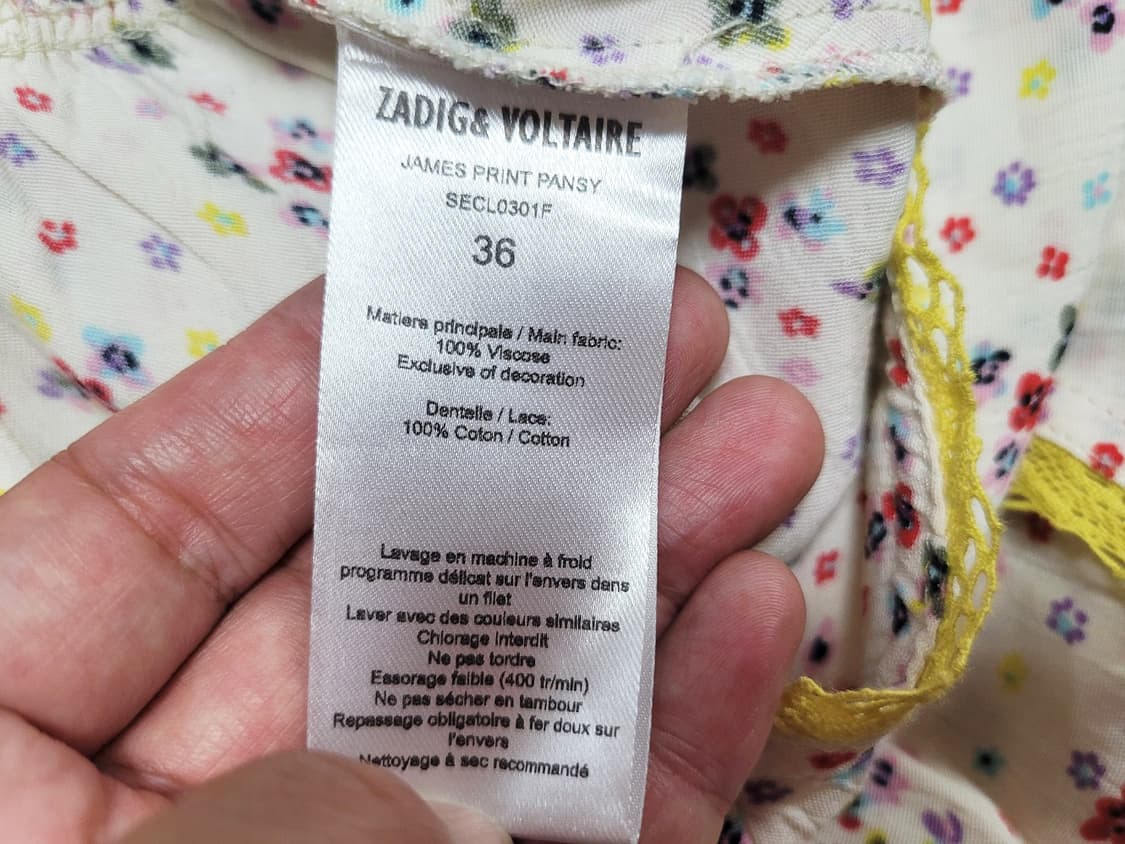 ZADIG& VOLTAIRE
JAMES PRINT PANSY
SECL0301F
36
Matiere principale / Main fabric:
100% Viscose
Exclusive of decoration
Dentelle / Lace:
100% Coton / Cotton
Lavage en machine à froid
programme délicat sur l'envers dans
un filet
Laver avec des couleurs similaires
Chlorage interdit
Ne pas tordre
Essorage faible (400 tr/min)
Ne pas sécher en tambour
Repassage obligatoire à fer doux sur
l'envers
Nettoyage à sec recommandé